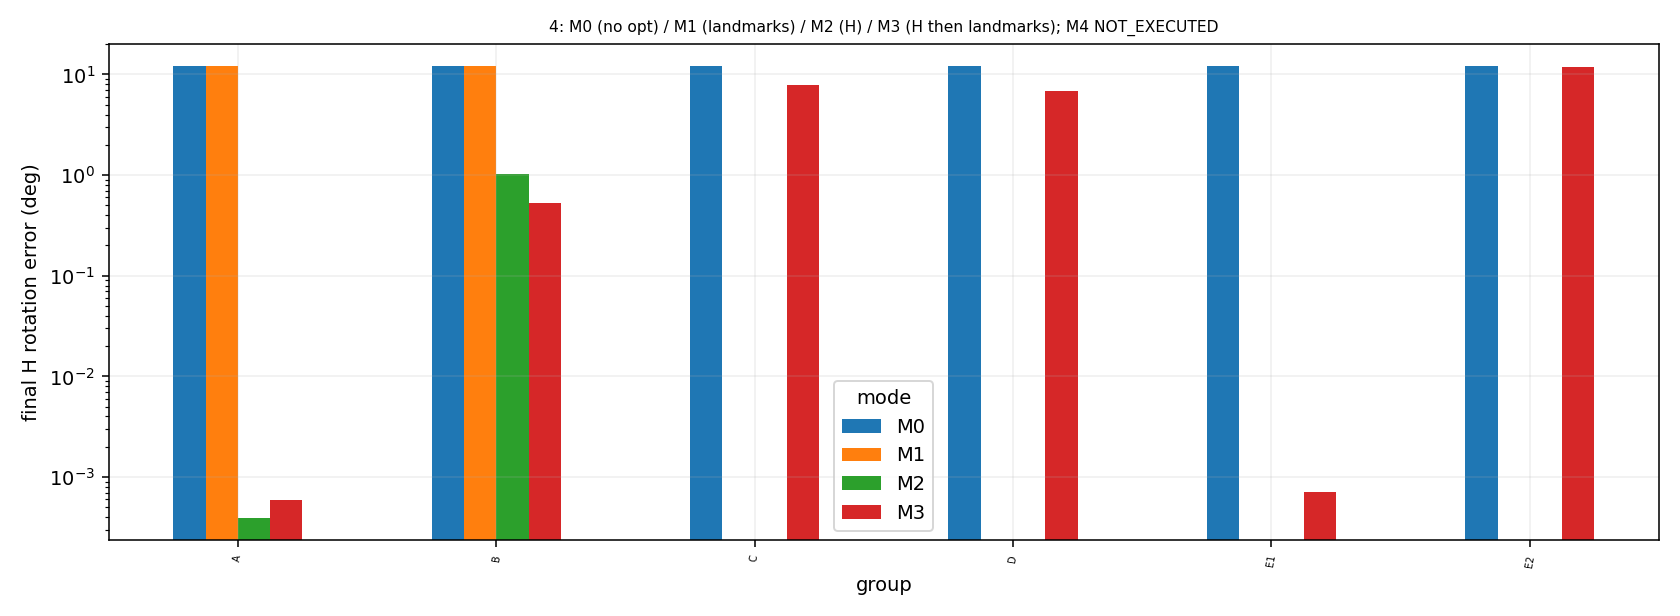 4: M0 (no opt) / M1 (landmarks) / M2 (H) / M3 (H then landmarks); M4 NOT_EXECUTED
final H rotation error (deg)
10¹
10⁰
10⁻¹
10⁻²
10⁻³
mode
M0
M1
M2
M3
A
B
C
D
E1
E2
group